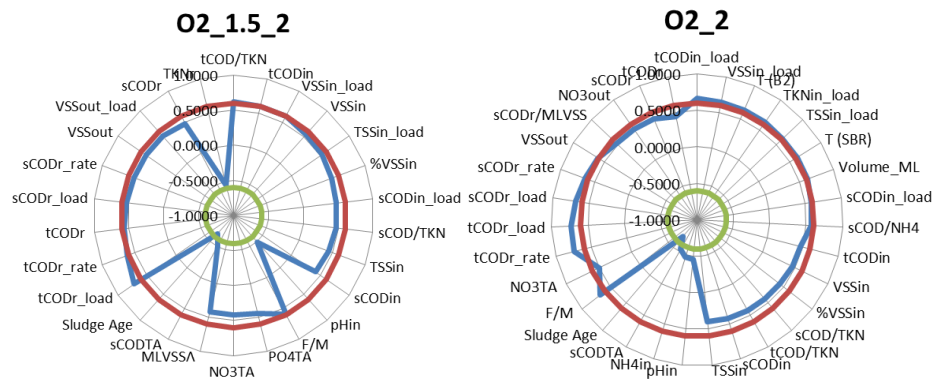 O2_1.5_2
tCOD/TKN
tCODin
VSSin_load
VSSin
TSSin_load
%VSSin
sCODin_load
sCOD/TKN
TSSin
sCODin
pHin
F/M
PO4TA
NO3TA
MLVSSA
sCODTA
Sludge Age
tCODr_load
tCODr_rate
tCODr
sCODr_load
sCODr_rate
VSSout
VSSout_load
sCODr
TKNr
1.0000
0.5000
0.0000
-0.5000
-1.0000
O2_2
tCODin_load
VSSin_load
T (B2)
TKNin_load
TSSin_load
T (SBR)
Volume_ML
sCODin_load
sCOD/NH4
tCODin
VSSin
%VSSin
sCOD/TKN
tCOD/TKN
sCODin
TSSin
pHin
NH4in
sCODTA
Sludge Age
F/M
NO3TA
tCODr_rate
tCODr_load
sCODr_load
sCODr_rate
VSSout
sCODr/MLVSS
NO3out
sCODr
tCODr
1.0000
0.5000
0.0000
-0.5000
-1.0000